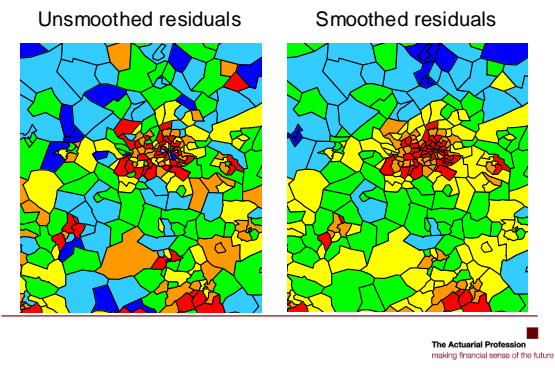 Unsmoothed residuals
Smoothed residuals
The Actuarial Profession
making financial sense of the future